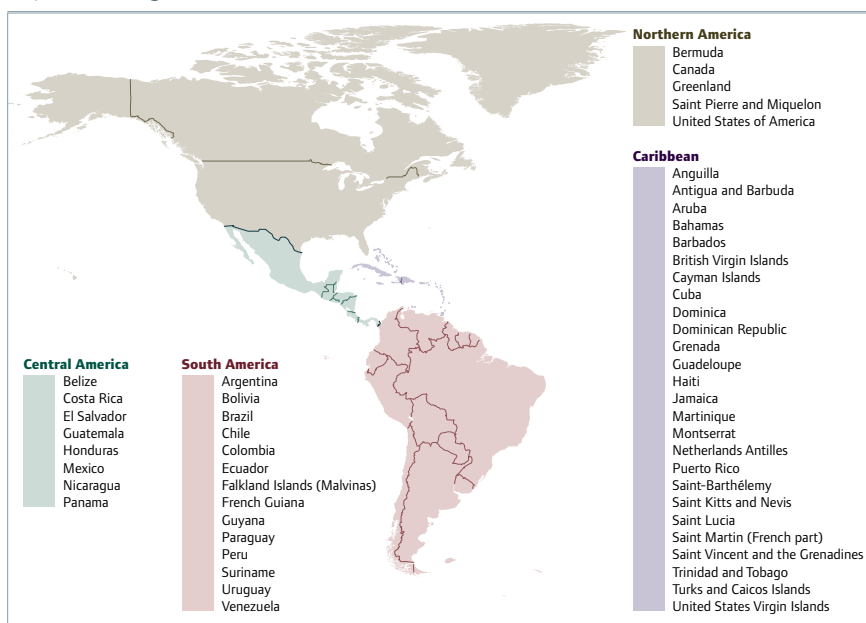 Northern America
Bermuda
Canada
Greenland
Saint Pierre and Miquelon
United States of America
Caribbean
Anguilla
Antigua and Barbuda
Aruba
Bahamas
Barbados
British Virgin Islands
Cayman Islands
Cuba
Dominica
Dominican Republic
Grenada
Guadeloupe
Haiti
Jamaica
Martinique
Montserrat
Netherlands Antilles
Puerto Rico
Saint-Barthélemy
Saint Kitts and Nevis
Saint Lucia
Saint Martin (French part)
Saint Vincent and the Grenadines
Trinidad and Tobago
Turks and Caicos Islands
United States Virgin Islands
Central America
Belize
Costa Rica
El Salvador
Guatemala
Honduras
Mexico
Nicaragua
Panama
South America
Argentina
Bolivia
Brazil
Chile
Colombia
Ecuador
Falkland Islands (Malvinas)
French Guiana
Guyana
Paraguay
Peru
Suriname
Uruguay
Venezuela